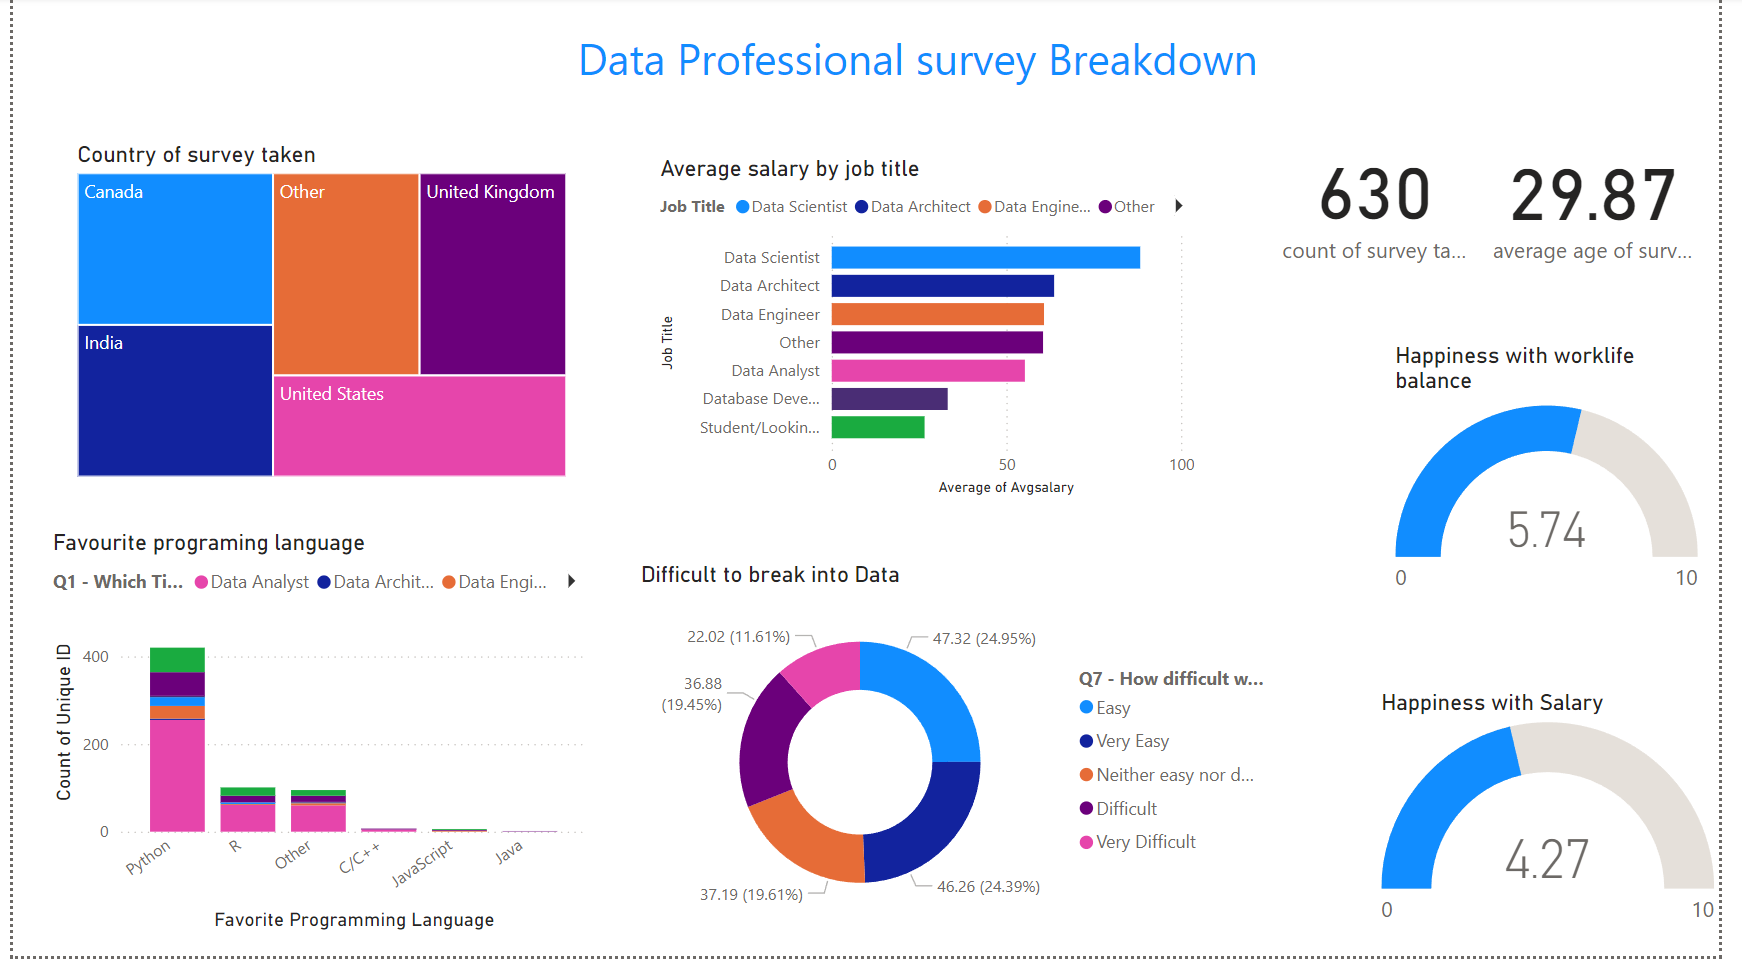 Data Professional survey Breakdown
Country of survey taken
Canada
Other
United Kingdom
India
United States
Average salary by job title
Job Title Data Scientist Data Architect Data Engine... Other
Job Title
Data Scientist
Data Architect
Data Engineer
Other
Data Analyst
Database Deve...
Student/Lookin...
0 50 100
Average of Avgsalary
630
count of survey ta...
29.87
average age of surv...
Happiness with worklife
balance
5.74
0 10
Favourite programing language
Q1 - Which Ti... Data Analyst Data Archit... Data Engi...
Count of Unique ID
400
200
0
Python R Other C/C++ JavaScript Java
Favorite Programming Language
Difficult to break into Data
22.02 (11.61%)
47.32 (24.95%)
36.88
(19.45%)
37.19 (19.61%)
46.26 (24.39%)
Q7 - How difficult w...
Easy
Very Easy
Neither easy nor d...
Difficult
Very Difficult
Happiness with Salary
4.27
0 10